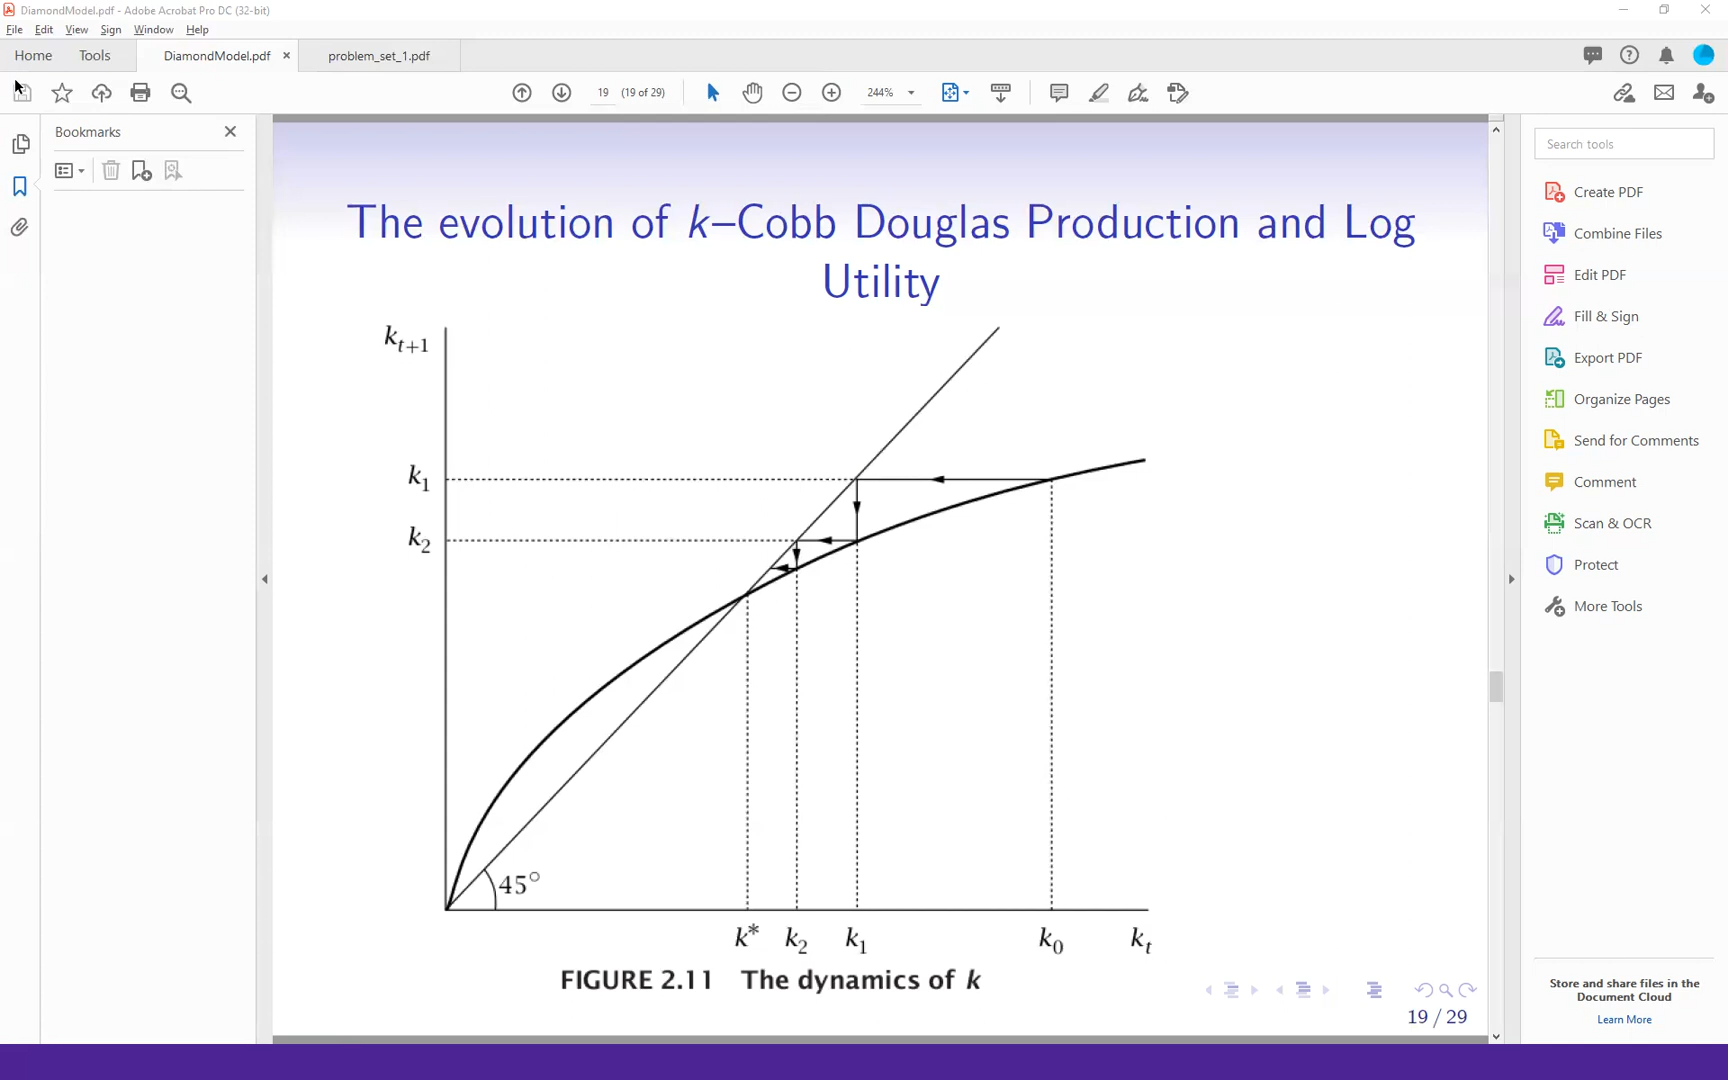 DiamondModel.pdf - Adobe Acrobat Pro DC (32-bit)
File Edit View Sign Window Help
Home Tools DiamondModel.pdf × problem_set_1.pdf
19 (19 of 29) 244%
Bookmarks
The evolution of k–Cobb Douglas Production and Log
Utility
k_{t+1}
k_1
k_2
45°
k* k_2 k_1 k_0 k_t
FIGURE 2.11 The dynamics of k
19 / 29
Search tools
Create PDF
Combine Files
Edit PDF
Fill & Sign
Export PDF
Organize Pages
Send for Comments
Comment
Scan & OCR
Protect
More Tools
Store and share files in the
Document Cloud
Learn More